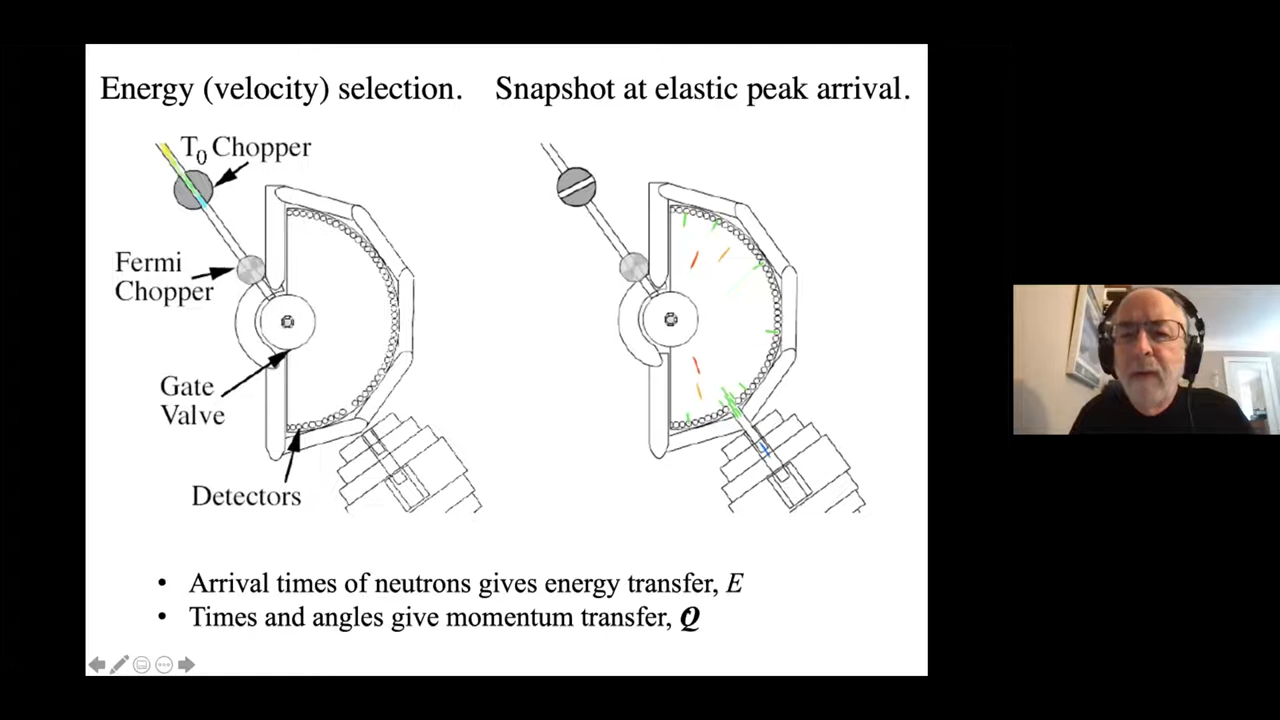 Energy (velocity) selection. Snapshot at elastic peak arrival.
T0 Chopper
Fermi
Chopper
Gate
Valve
Detectors
• Arrival times of neutrons gives energy transfer, E
• Times and angles give momentum transfer, Q